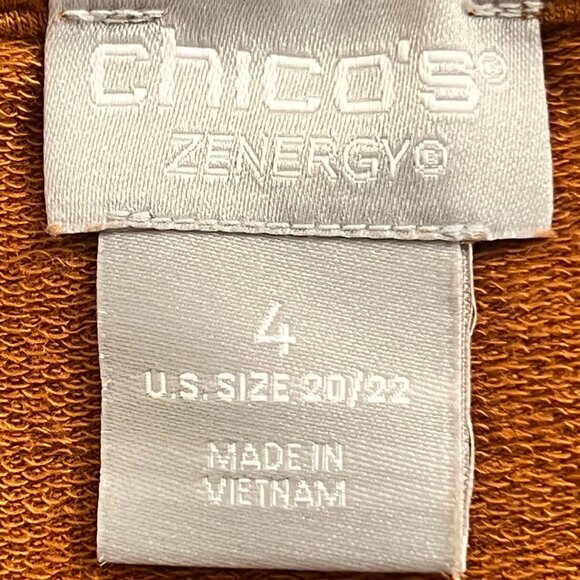 chico's®
ZENERGY®
4
U.S. SIZE 20/22
MADE IN
VIETNAM